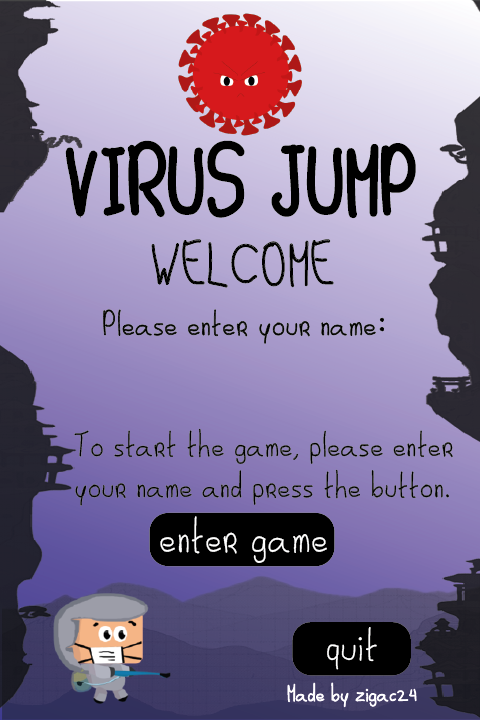 VIRUS JUMP
WELCOME
Please enter your name:
To start the game, please enter
your name and press the button.
enter game
quit
Made by zigac24